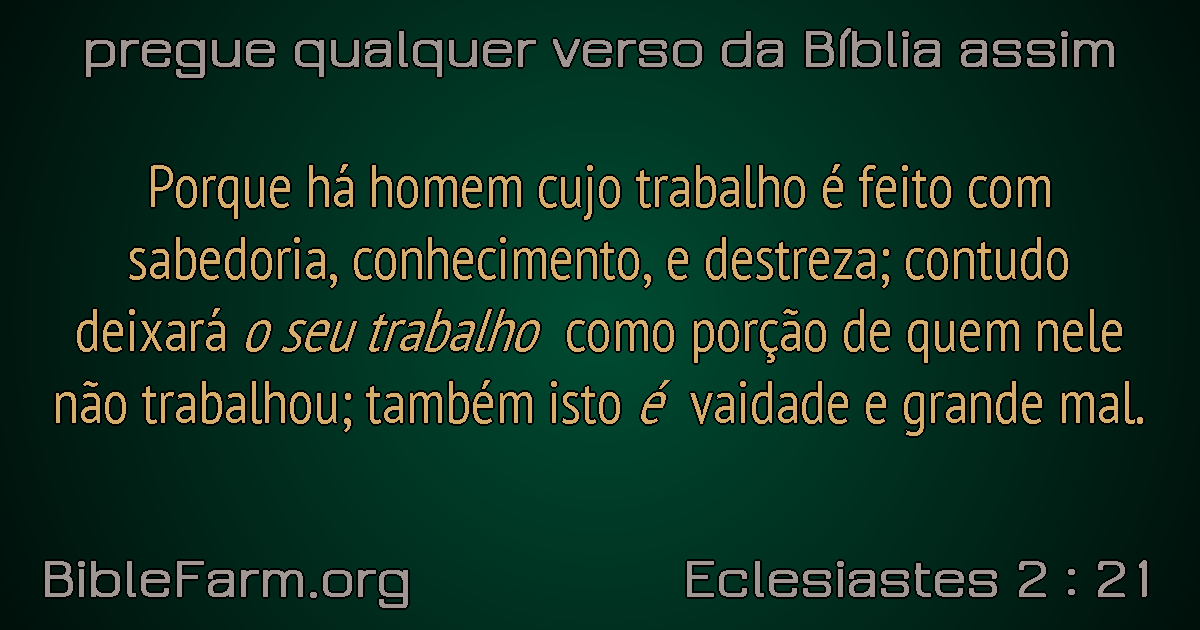 pregue qualquer verso da Bíblia assim
Porque há homem cujo trabalho é feito com
sabedoria, conhecimento, e destreza; contudo
deixará o seu trabalho como porção de quem nele
não trabalhou; também isto é vaidade e grande mal.
BibleFarm.org
Eclesiastes 2 : 21